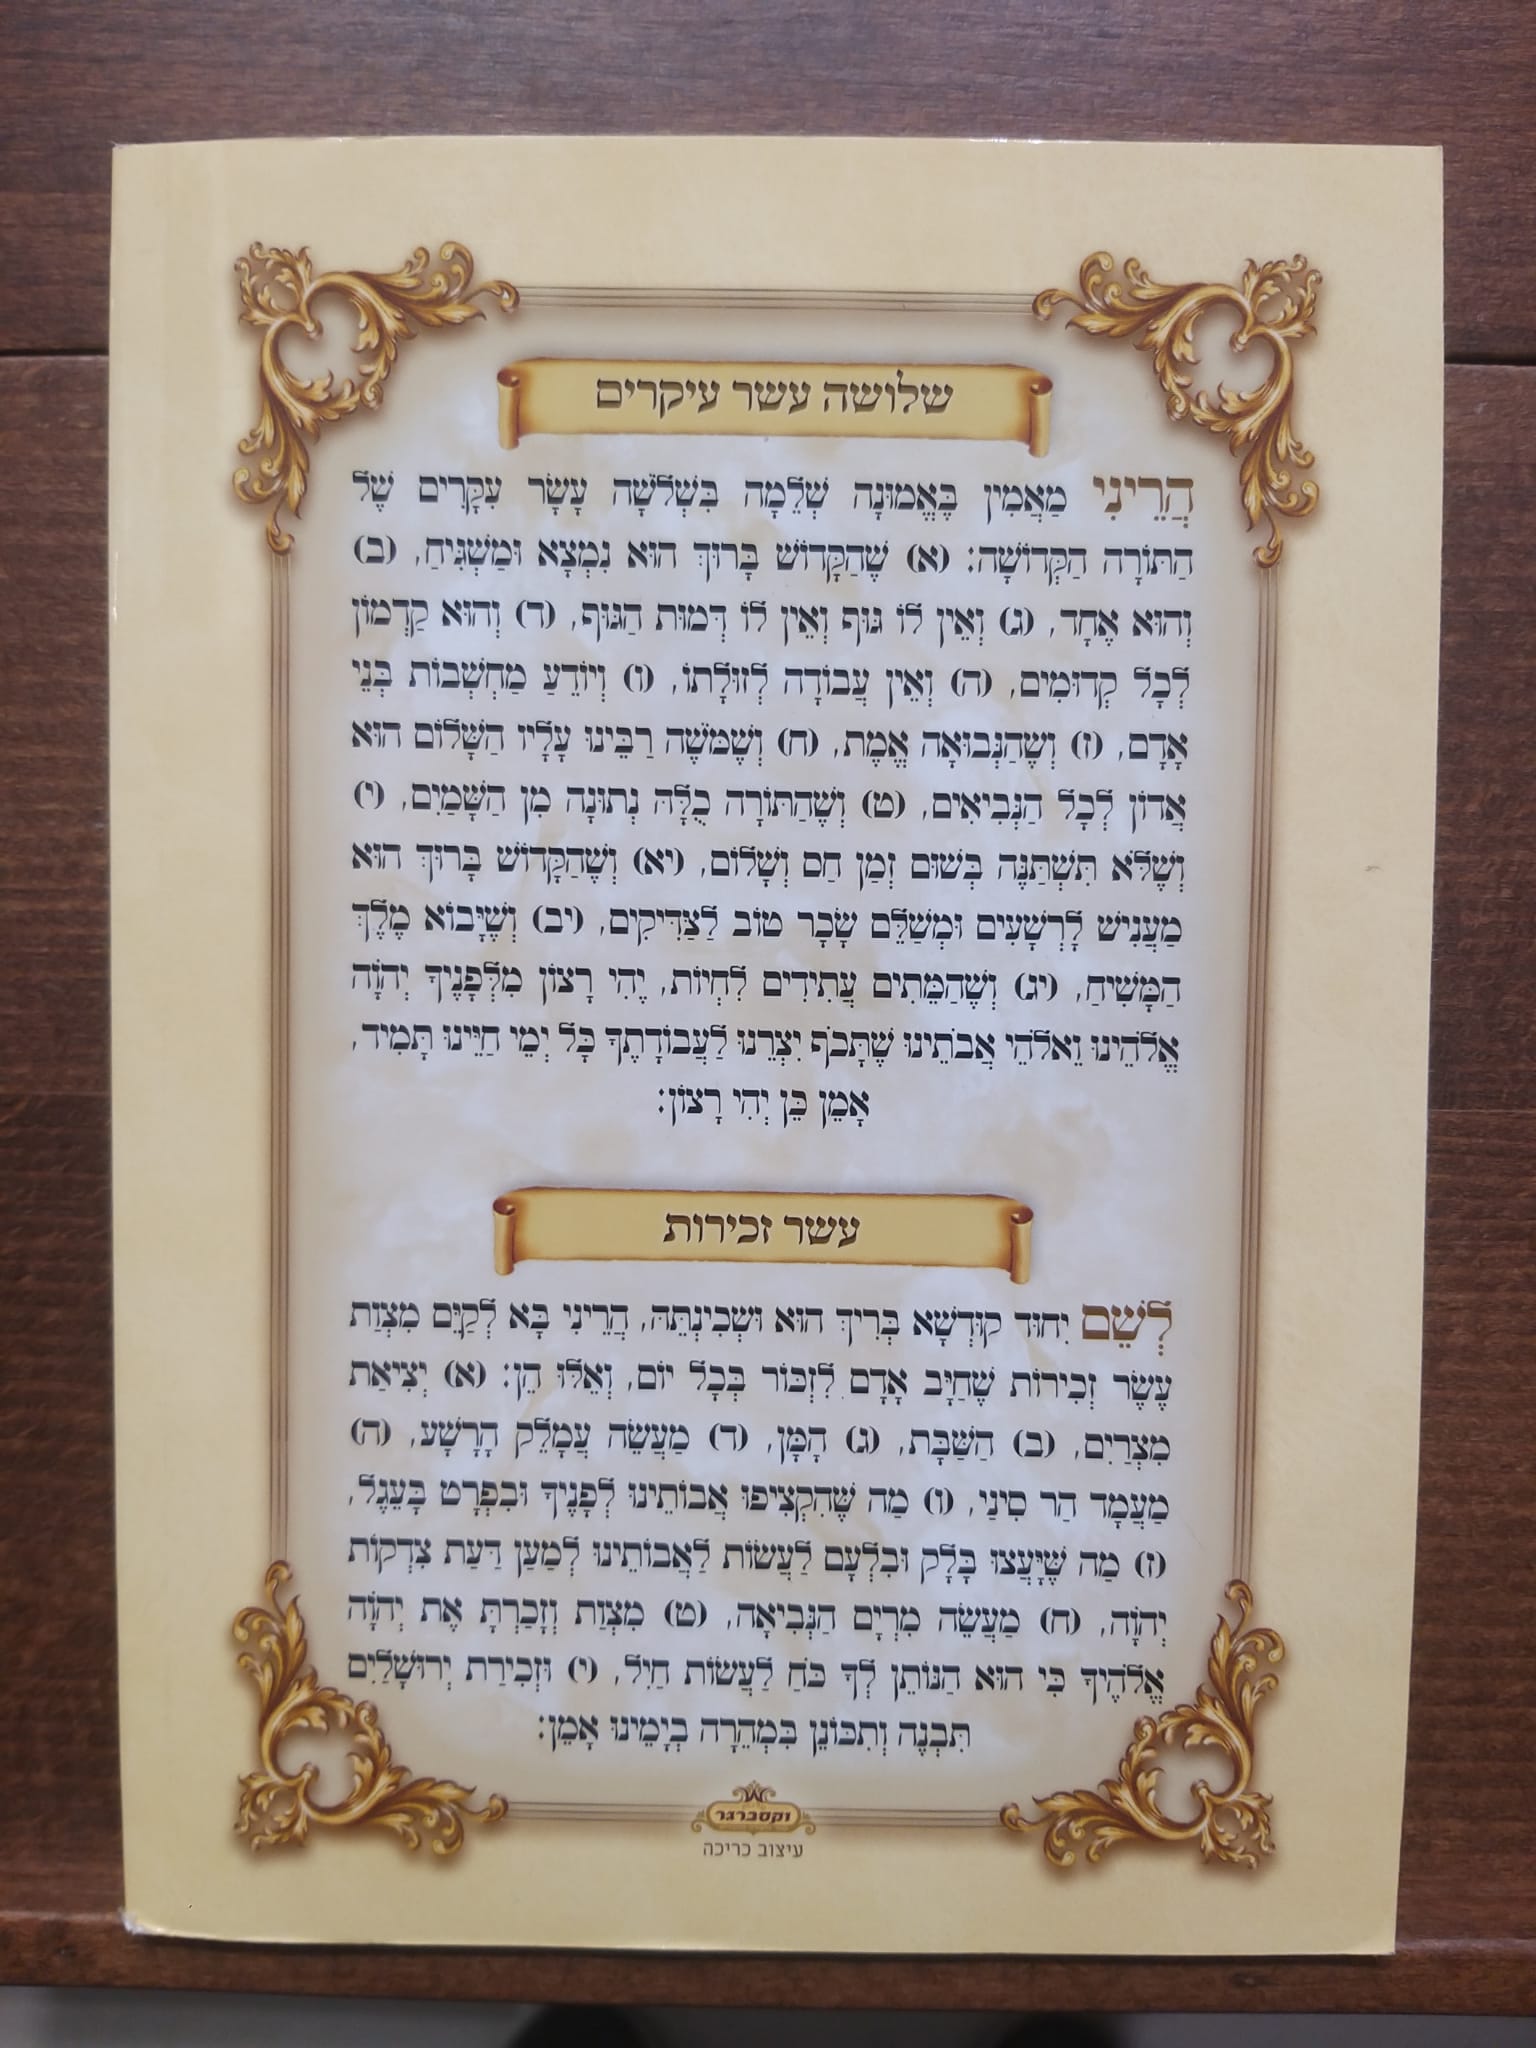 שלושה עשר עיקרים
הֲרֵינִי מַאֲמִין בֶּאֱמוּנָה שְׁלֵמָה בִּשְׁלֹשָׁה עָשָׂר עִקָּרִים שֶׁל
הַתּוֹרָה הַקְּדוֹשָׁה: (א) שֶׁהַקָּדוֹשׁ בָּרוּךְ הוּא נִמְצָא וּמַשְׁגִּיחַ, (ב)
וְהוּא אֶחָד, (ג) וְאֵין לוֹ גּוּף וְאֵין לוֹ דְּמוּת הַגּוּף, (ד) וְהוּא קַדְמוֹן
לְכָל קְדוּמִים, (ה) וְאֵין עֲבוֹדָה לְזוּלָתוֹ, (ו) וְיוֹדֵעַ מַחְשְׁבוֹת בְּנֵי
אָדָם, (ז) וְשֶׁהַנְּבוּאָה אֱמֶת, (ח) וְשֶׁמֹּשֶׁה רַבֵּינוּ עָלָיו הַשָּׁלוֹם הוּא
אֲדוֹן לְכָל הַנְּבִיאִים, (ט) וְשֶׁהַתּוֹרָה כֻּלָּהּ נְתוּנָה מִן הַשָּׁמַיִם, (י)
וְשֶׁלֹּא תִּשְׁתַּנֶּה בְּשׁוּם זְמַן חַס וְשָׁלוֹם, (יא) וְשֶׁהַקָּדוֹשׁ בָּרוּךְ הוּא
מַעֲנִישׁ לָרְשָׁעִים וּמְשַׁלֵּם שָׂכָר טוֹב לַצַּדִּיקִים, (יב) וְשֶׁיָּבוֹא מֶלֶךְ
הַמָּשִׁיחַ, (יג) וְשֶׁהַמֵּתִים עֲתִידִים לִחְיוֹת, יְהִי רָצוֹן מִלְּפָנֶיךָ יְהֹוָה
אֱלֹהֵינוּ וֵאלֹהֵי אֲבֹתֵינוּ שֶׁתָּכֹף יִצְרֵנוּ לַעֲבוֹדָתֶךָ כָּל יְמֵי חַיֵּינוּ תָּמִיד,
אָמֵן כֵּן יְהִי רָצוֹן:
עשר זכירות
לְשֵׁם יִחוּד קוּדְשָׁא בְּרִיךְ הוּא וּשְׁכִינְתֵּהּ, הֲרֵינִי בָּא לְקַיֵּם מִצְוַת
עֶשֶׂר זְכִירוֹת שֶׁחַיָּב אָדָם לִזְכּוֹר בְּכָל יוֹם, וְאֵלּוּ הֵן: (א) יְצִיאַת
מִצְרַיִם, (ב) הַשַּׁבָּת, (ג) הַמָּן, (ד) מַעֲשֵׂה עֲמָלֵק הָרָשָׁע, (ה)
מַעֲמָד הַר סִינַי, (ו) מַה שֶּׁהִקְצִיפוּ אֲבוֹתֵינוּ לְפָנֶיךָ וּבִפְרָט בָּעֵגֶל,
(ז) מַה שֶּׁיָּעֲצוּ בָּלָק וּבִלְעָם לַעֲשׂוֹת לַאֲבוֹתֵינוּ לְמַעַן דַּעַת צִדְקוֹת
יְהֹוָה, (ח) מַעֲשֵׂה מִרְיָם הַנְּבִיאָה, (ט) מִצְוַת וְזָכַרְתָּ אֶת יְהֹוָה
אֱלֹהֶיךָ כִּי הוּא הַנּוֹתֵן לְךָ כֹּחַ לַעֲשׂוֹת חַיִל, (י) וּזְכִירַת יְרוּשָׁלַיִם
תִּבְנֶה וְתִכּוֹנֵן בִּמְהֵרָה בְיָמֵינוּ אָמֵן:
וקסברגר
עיצוב כריכה